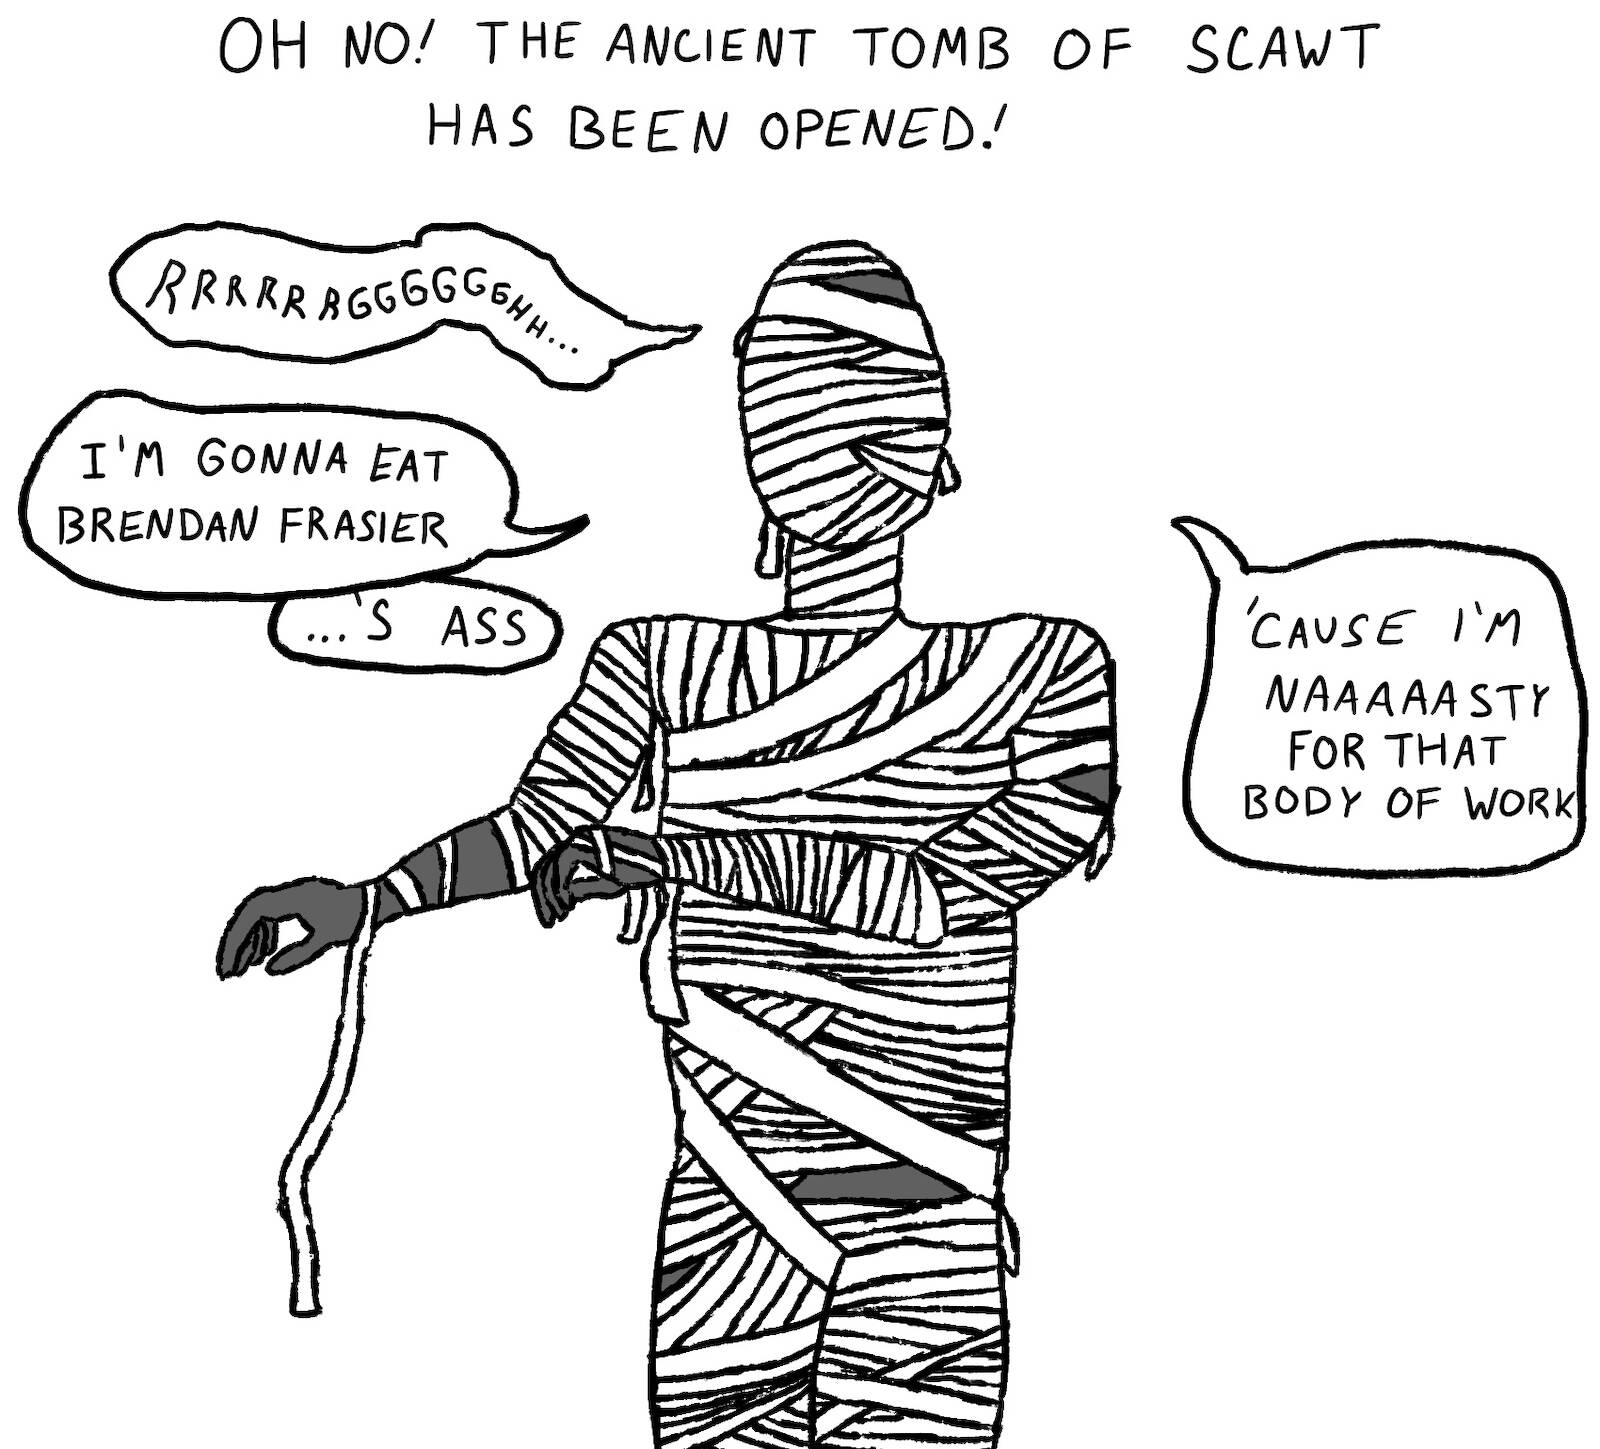 OH NO! THE ANCIENT TOMB OF SCAWT
HAS BEEN OPENED!
RRRRRRGGGGGGGHH...
I'M GONNA EAT
BRENDAN FRASIER
...'S ASS
'CAUSE I'M
NAAAAASTY
FOR THAT
BODY OF WORK